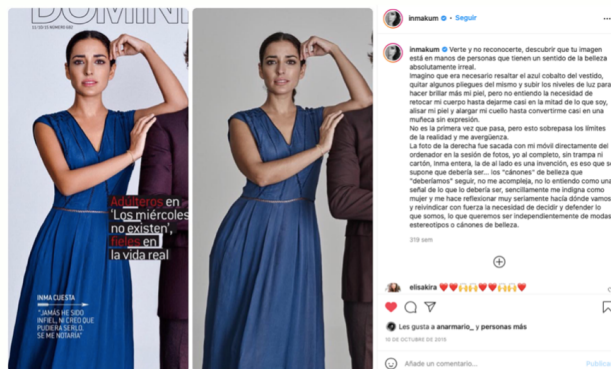 DOMINI
Adúlteros en
'Los miércoles
no existen',
fieles en
la vida real
INMA CUESTA
"JAMÁS HE SIDO
INFIEL, NI CREO QUE
PUDIERA SERLO.
SE ME NOTARÍA"
inmakum • Seguir
inmakum Verte y no reconocerte, descubrir que tu imagen
está en manos de personas que tienen un sentido de la belleza
absolutamente irreal.
Imagino que era necesario resaltar el azul cobalto del vestido,
quitar algunos pliegues del mismo y subir los niveles de luz para
hacer brillar más mi piel, pero no entiendo la necesidad de
retocar mi cuerpo hasta dejarme casi en la mitad de lo que soy,
alisar mi piel y alargar mi cuello hasta convertirme casi en una
muñeca sin expresión.
No es la primera vez que pasa, pero esto sobrepasa los límites
de la realidad y me avergüenza.
La foto de la derecha fue sacada con mi móvil directamente del
ordenador en la sesión de fotos, yo al completo, sin trampa ni
cartón, Inma entera, la de al lado es una invención, es eso que se
supone que debería ser... los "cánones" de belleza que
"deberíamos" seguir, no me acompleja, no lo entiendo como una
señal de lo que lo debería ser, sencillamente me indigna como
mujer y me hace reflexionar muy seriamente hacía dónde vamos
y reivindicar con fuerza la necesidad de decidir y defender lo
que somos, lo que queremos ser independientemente de modas,
estereotipos o cánones de belleza.
319 sem
elisakira ❤️❤️🙌🙌❤️❤️🙌🙌❤️
Les gusta a anarmario_ y personas más
10 DE OCTUBRE DE 2015
Añade un comentario...
Publica